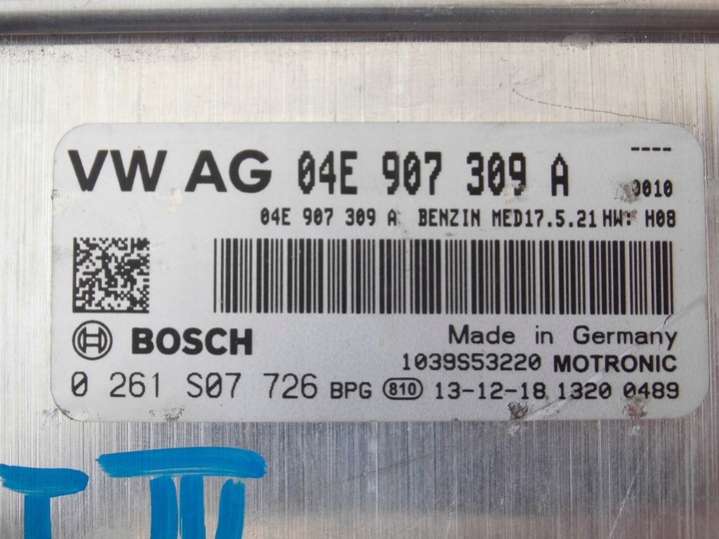 VW AG 04E 907 309 A ----
0010
04E 907 309 A BENZIN MED17.5.21 HW: H08
BOSCH
Made in Germany
1039S53220 MOTRONIC
0 261 S07 726 BPG 810 13-12-18 1320 0489